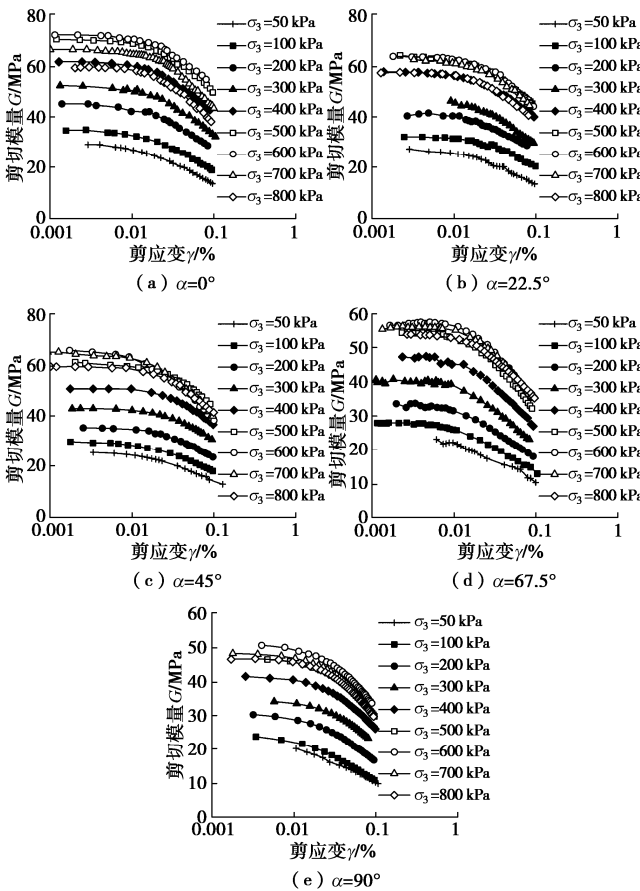 80
60
40
20
0
剪切模量G/MPa
0.001 0.01 0.1 1
剪应变γ/%
σ₃=50 kPa
σ₃=100 kPa
σ₃=200 kPa
σ₃=300 kPa
σ₃=400 kPa
σ₃=500 kPa
σ₃=600 kPa
σ₃=700 kPa
σ₃=800 kPa
(a) α=0°
80
60
40
20
0
剪切模量G/MPa
0.001 0.01 0.1 1
剪应变γ/%
σ₃=50 kPa
σ₃=100 kPa
σ₃=200 kPa
σ₃=300 kPa
σ₃=400 kPa
σ₃=500 kPa
σ₃=600 kPa
σ₃=700 kPa
σ₃=800 kPa
(b) α=22.5°
80
60
40
20
0
剪切模量G/MPa
0.001 0.01 0.1 1
剪应变γ/%
σ₃=50 kPa
σ₃=100 kPa
σ₃=200 kPa
σ₃=300 kPa
σ₃=400 kPa
σ₃=500 kPa
σ₃=600 kPa
σ₃=700 kPa
σ₃=800 kPa
(c) α=45°
60
50
40
30
20
10
0
剪切模量G/MPa
0.001 0.01 0.1 1
剪应变γ/%
σ₃=50 kPa
σ₃=100 kPa
σ₃=200 kPa
σ₃=300 kPa
σ₃=400 kPa
σ₃=500 kPa
σ₃=600 kPa
σ₃=700 kPa
σ₃=800 kPa
(d) α=67.5°
60
50
40
30
20
10
0
剪切模量G/MPa
0.001 0.01 0.1 1
剪应变γ/%
σ₃=50 kPa
σ₃=100 kPa
σ₃=200 kPa
σ₃=300 kPa
σ₃=400 kPa
σ₃=500 kPa
σ₃=600 kPa
σ₃=700 kPa
σ₃=800 kPa
(e) α=90°